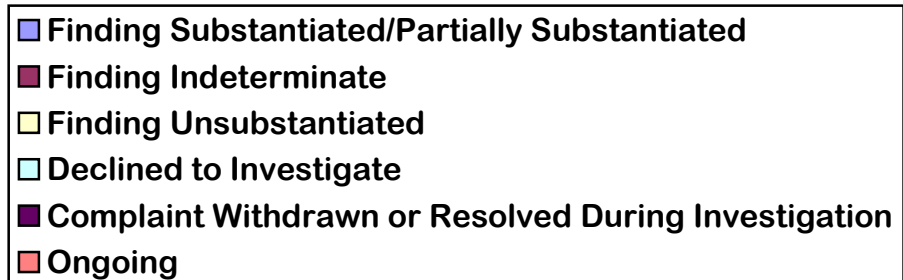 Finding Substantiated/Partially Substantiated
Finding Indeterminate
Finding Unsubstantiated
Declined to Investigate
Complaint Withdrawn or Resolved During Investigation
Ongoing